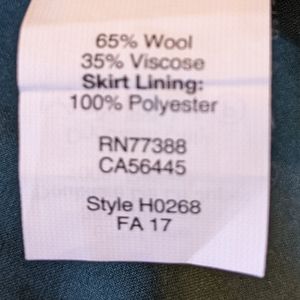 65% Wool
35% Viscose
Skirt Lining:
100% Polyester
RN77388
CA56445
Style H0268
FA 17